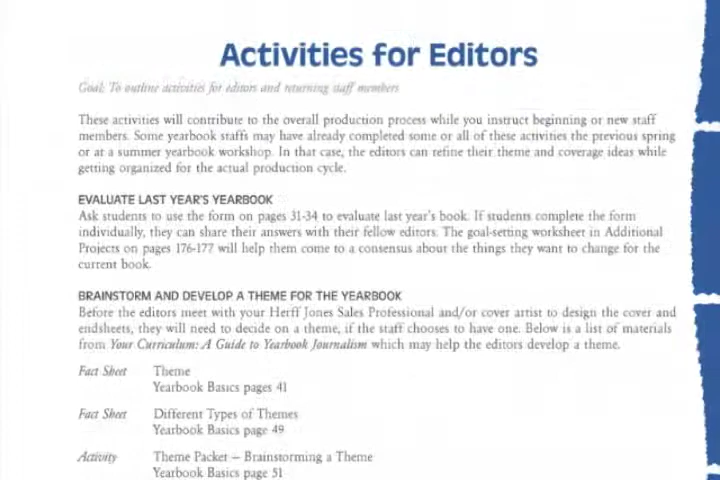 Activities for Editors
Goal: To outline activities for editors and returning staff members
These activities will contribute to the overall production process while you instruct beginning or new staff
members. Some yearbook staffs may have already completed some or all of these activities the previous spring
or at a summer yearbook workshop. In that case, the editors can refine their theme and coverage ideas while
getting organized for the actual production cycle.
EVALUATE LAST YEAR'S YEARBOOK
Ask students to use the form on pages 31-34 to evaluate last year's book. If students complete the form
individually, they can share their answers with their fellow editors. The goal-setting worksheet in Additional
Projects on pages 176-177 will help them come to a consensus about the things they want to change for the
current book.
BRAINSTORM AND DEVELOP A THEME FOR THE YEARBOOK
Before the editors meet with your Herff Jones Sales Professional and/or cover artist to design the cover and
endsheets, they will need to decide on a theme, if the staff chooses to have one. Below is a list of materials
from Your Curriculum: A Guide to Yearbook Journalism which may help the editors develop a theme.
Fact Sheet Theme
Yearbook Basics pages 41
Fact Sheet Different Types of Themes
Yearbook Basics page 49
Activity Theme Packet – Brainstorming a Theme
Yearbook Basics page 51